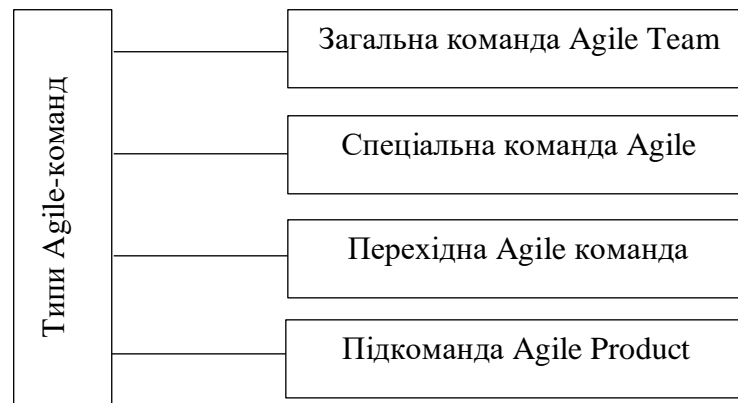 Типи Agile-команд
Загальна команда Agile Team
Спеціальна команда Agile
Перехідна Agile команда
Підкоманда Agile Product